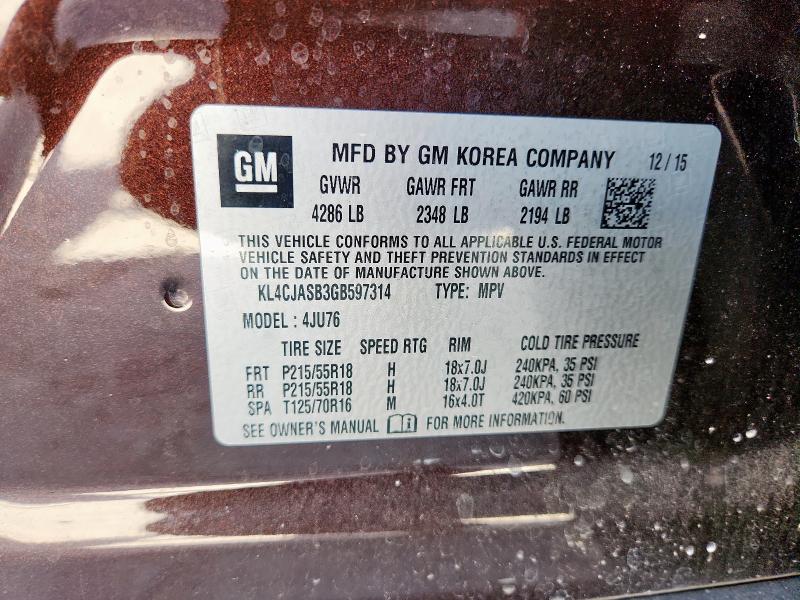 GM MFD BY GM KOREA COMPANY 12 / 15
GVWR GAWR FRT GAWR RR
4286 LB 2348 LB 2194 LB
THIS VEHICLE CONFORMS TO ALL APPLICABLE U.S. FEDERAL MOTOR
VEHICLE SAFETY AND THEFT PREVENTION STANDARDS IN EFFECT
ON THE DATE OF MANUFACTURE SHOWN ABOVE.
KL4CJASB3GB597314 TYPE: MPV
MODEL : 4JU76
TIRE SIZE SPEED RTG RIM COLD TIRE PRESSURE
FRT P215/55R18 H 18x7.0J 240KPA, 35 PSI
RR P215/55R18 H 18x7.0J 240KPA, 35 PSI
SPA T125/70R16 M 16x4.0T 420KPA, 60 PSI
SEE OWNER'S MANUAL FOR MORE INFORMATION.